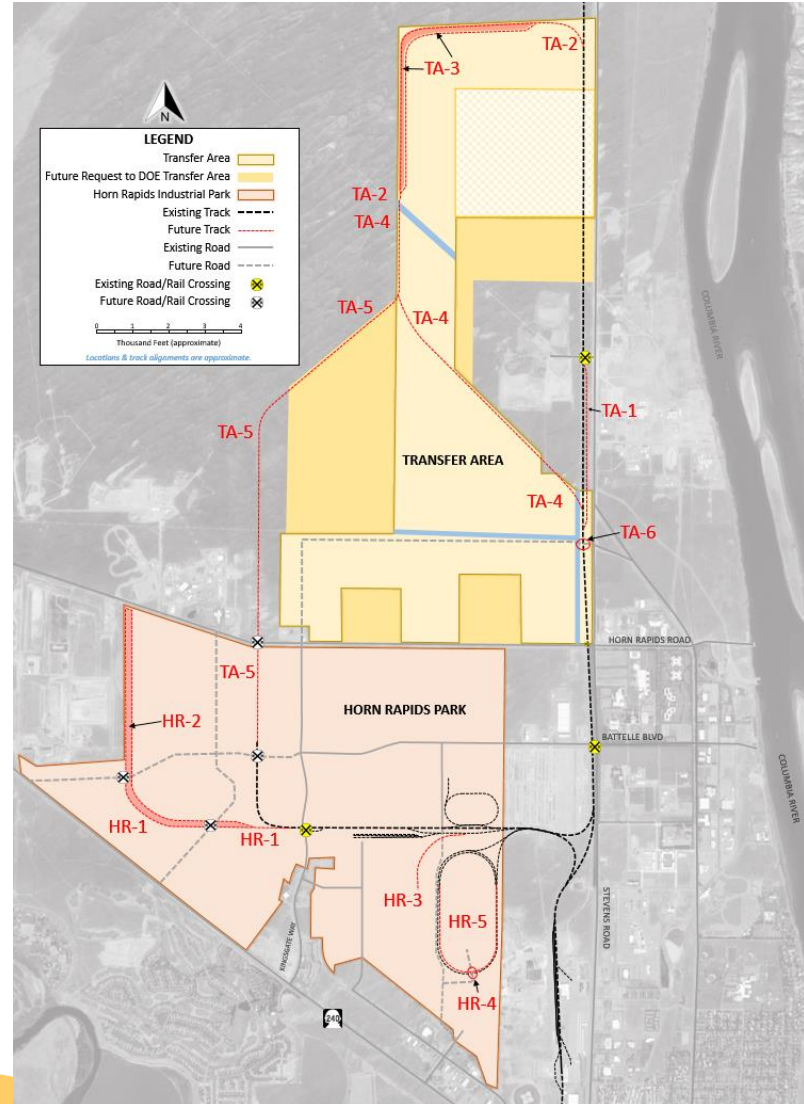 TA-2
TA-3
N
LEGEND
Transfer Area
Future Request to DOE Transfer Area
Horn Rapids Industrial Park
Existing Track
Future Track
Existing Road
Future Road
Existing Road/Rail Crossing
Future Road/Rail Crossing
0 1 2 3 4
Thousand Feet (approximate)
Locations & track alignments are approximate.
TA-2
TA-4
TA-5
TA-4
COLUMBIA RIVER
TA-1
TA-5
TRANSFER AREA
TA-4
TA-6
HORN RAPIDS ROAD
TA-5
HORN RAPIDS PARK
HR-2
BATTELLE BLVD
COLUMBIA RIVER
HR-1
HR-1
HR-3
HR-5
STEVENS ROAD
KINGSGATE WAY
HR-4
240